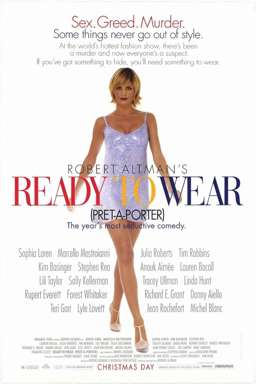 Sex. Greed. Murder.
Some things never go out of style.
At the world's hottest fashion show, there's been
a murder and now everyone's a suspect.
If you've got something to hide, you'll need something to wear.
ROBERT ALTMAN'S
READY TO WEAR
(PRET-A-PORTER)
The year's most seductive comedy.
Sophia Loren Marcello Mastroianni Julia Roberts Tim Robbins
Kim Basinger Stephen Rea Anouk Aimée Lauren Bacall
Lili Taylor Sally Kellerman Tracey Ullman Linda Hunt
Rupert Everett Forest Whitaker Richard E. Grant Danny Aiello
Teri Garr Lyle Lovett Jean Rochefort Michel Blanc
CHRISTMAS DAY